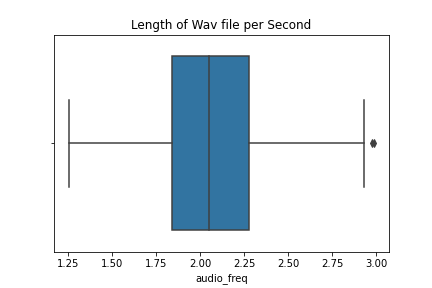 Length of Wav file per Second
1.25 1.50 1.75 2.00 2.25 2.50 2.75 3.00
audio_freq